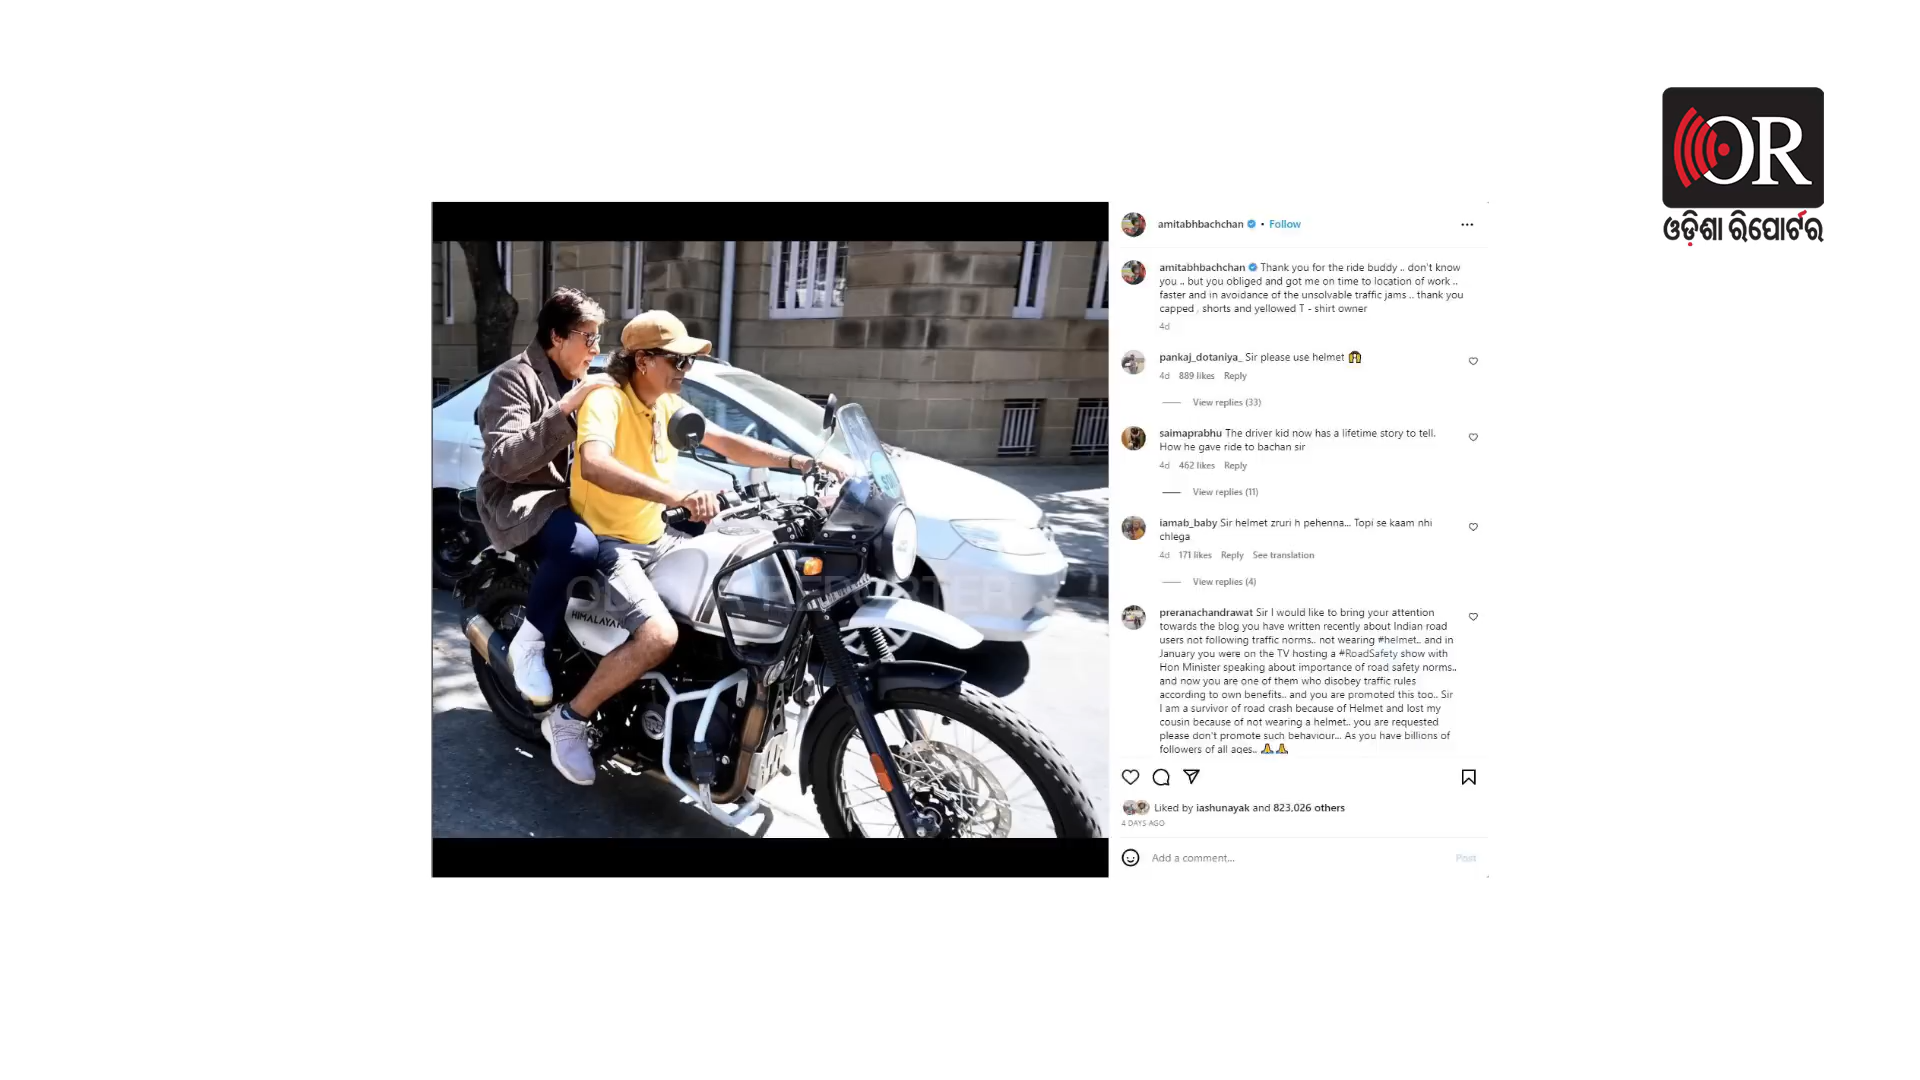 OR
ଓଡ଼ିଶା ରିପୋର୍ଟର
amitabhbachchan • Follow
amitabhbachchan Thank you for the ride buddy .. don't know
you .. but you obliged and got me on time to location of work ..
faster and in avoidance of the unsolvable traffic jams .. thank you
capped , shorts and yellowed T - shirt owner
4d
pankaj_dotaniya_ Sir please use helmet
4d 889 likes Reply
View replies (33)
saimaprabhu The driver kid now has a lifetime story to tell.
How he gave ride to bachan sir
4d 462 likes Reply
View replies (11)
iamab_baby Sir helmet zruri h pehenna... Topi se kaam nhi
chlega
4d 171 likes Reply See translation
View replies (4)
preranachandrawat Sir I would like to bring your attention
towards the blog you have written recently about Indian road
users not following traffic norms.. not wearing #helmet.. and in
January you were on the TV hosting a #RoadSafety show with
Hon Minister speaking about importance of road safety norms..
and now you are one of them who disobey traffic rules
according to own benefits.. and you are promoted this too.. Sir
I am a survivor of road crash because of Helmet and lost my
cousin because of not wearing a helmet.. you are requested
please don't promote such behaviour... As you have billions of
followers of all ages.. 🙏🙏
Liked by iashunayak and 823,026 others
4 DAYS AGO
Add a comment... Post
HIMALAYAN
ODISHA REPORTER